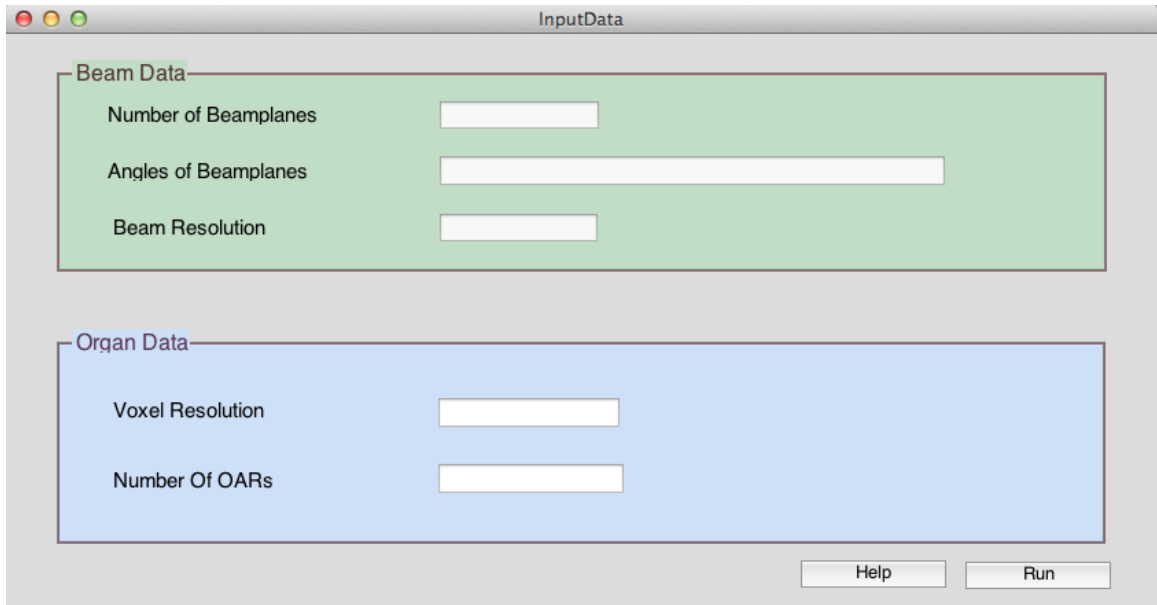 InputData
Beam Data
Number of Beamplanes
Angles of Beamplanes
Beam Resolution
Organ Data
Voxel Resolution
Number Of OARs
Help Run